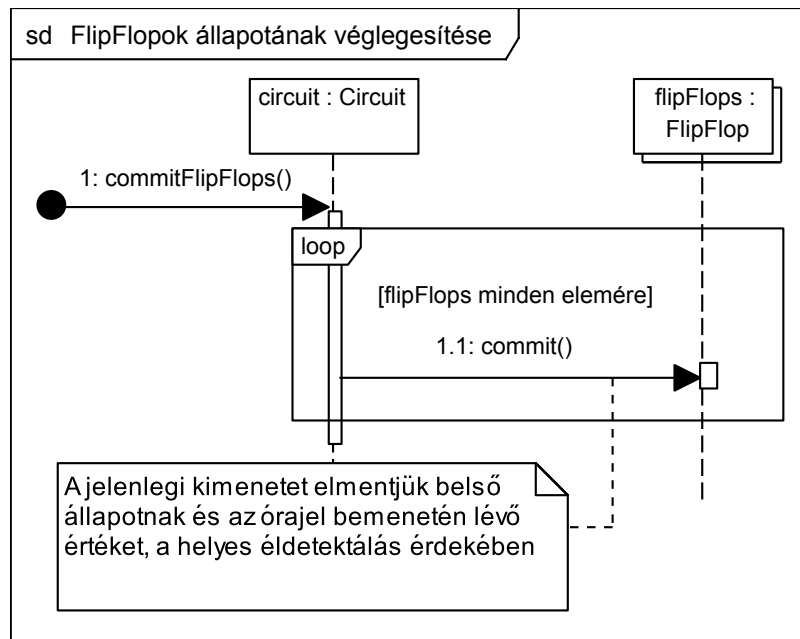 sd FlipFlopok állapotának véglegesítése
circuit : Circuit
flipFlops :
FlipFlop
1: commitFlipFlops()
loop
[flipFlops minden elemére]
1.1: commit()
A jelenlegi kimenetet elmentjük belső
állapotnak és az órajel bemenetén lévő
értéket, a helyes éldetektálás érdekében